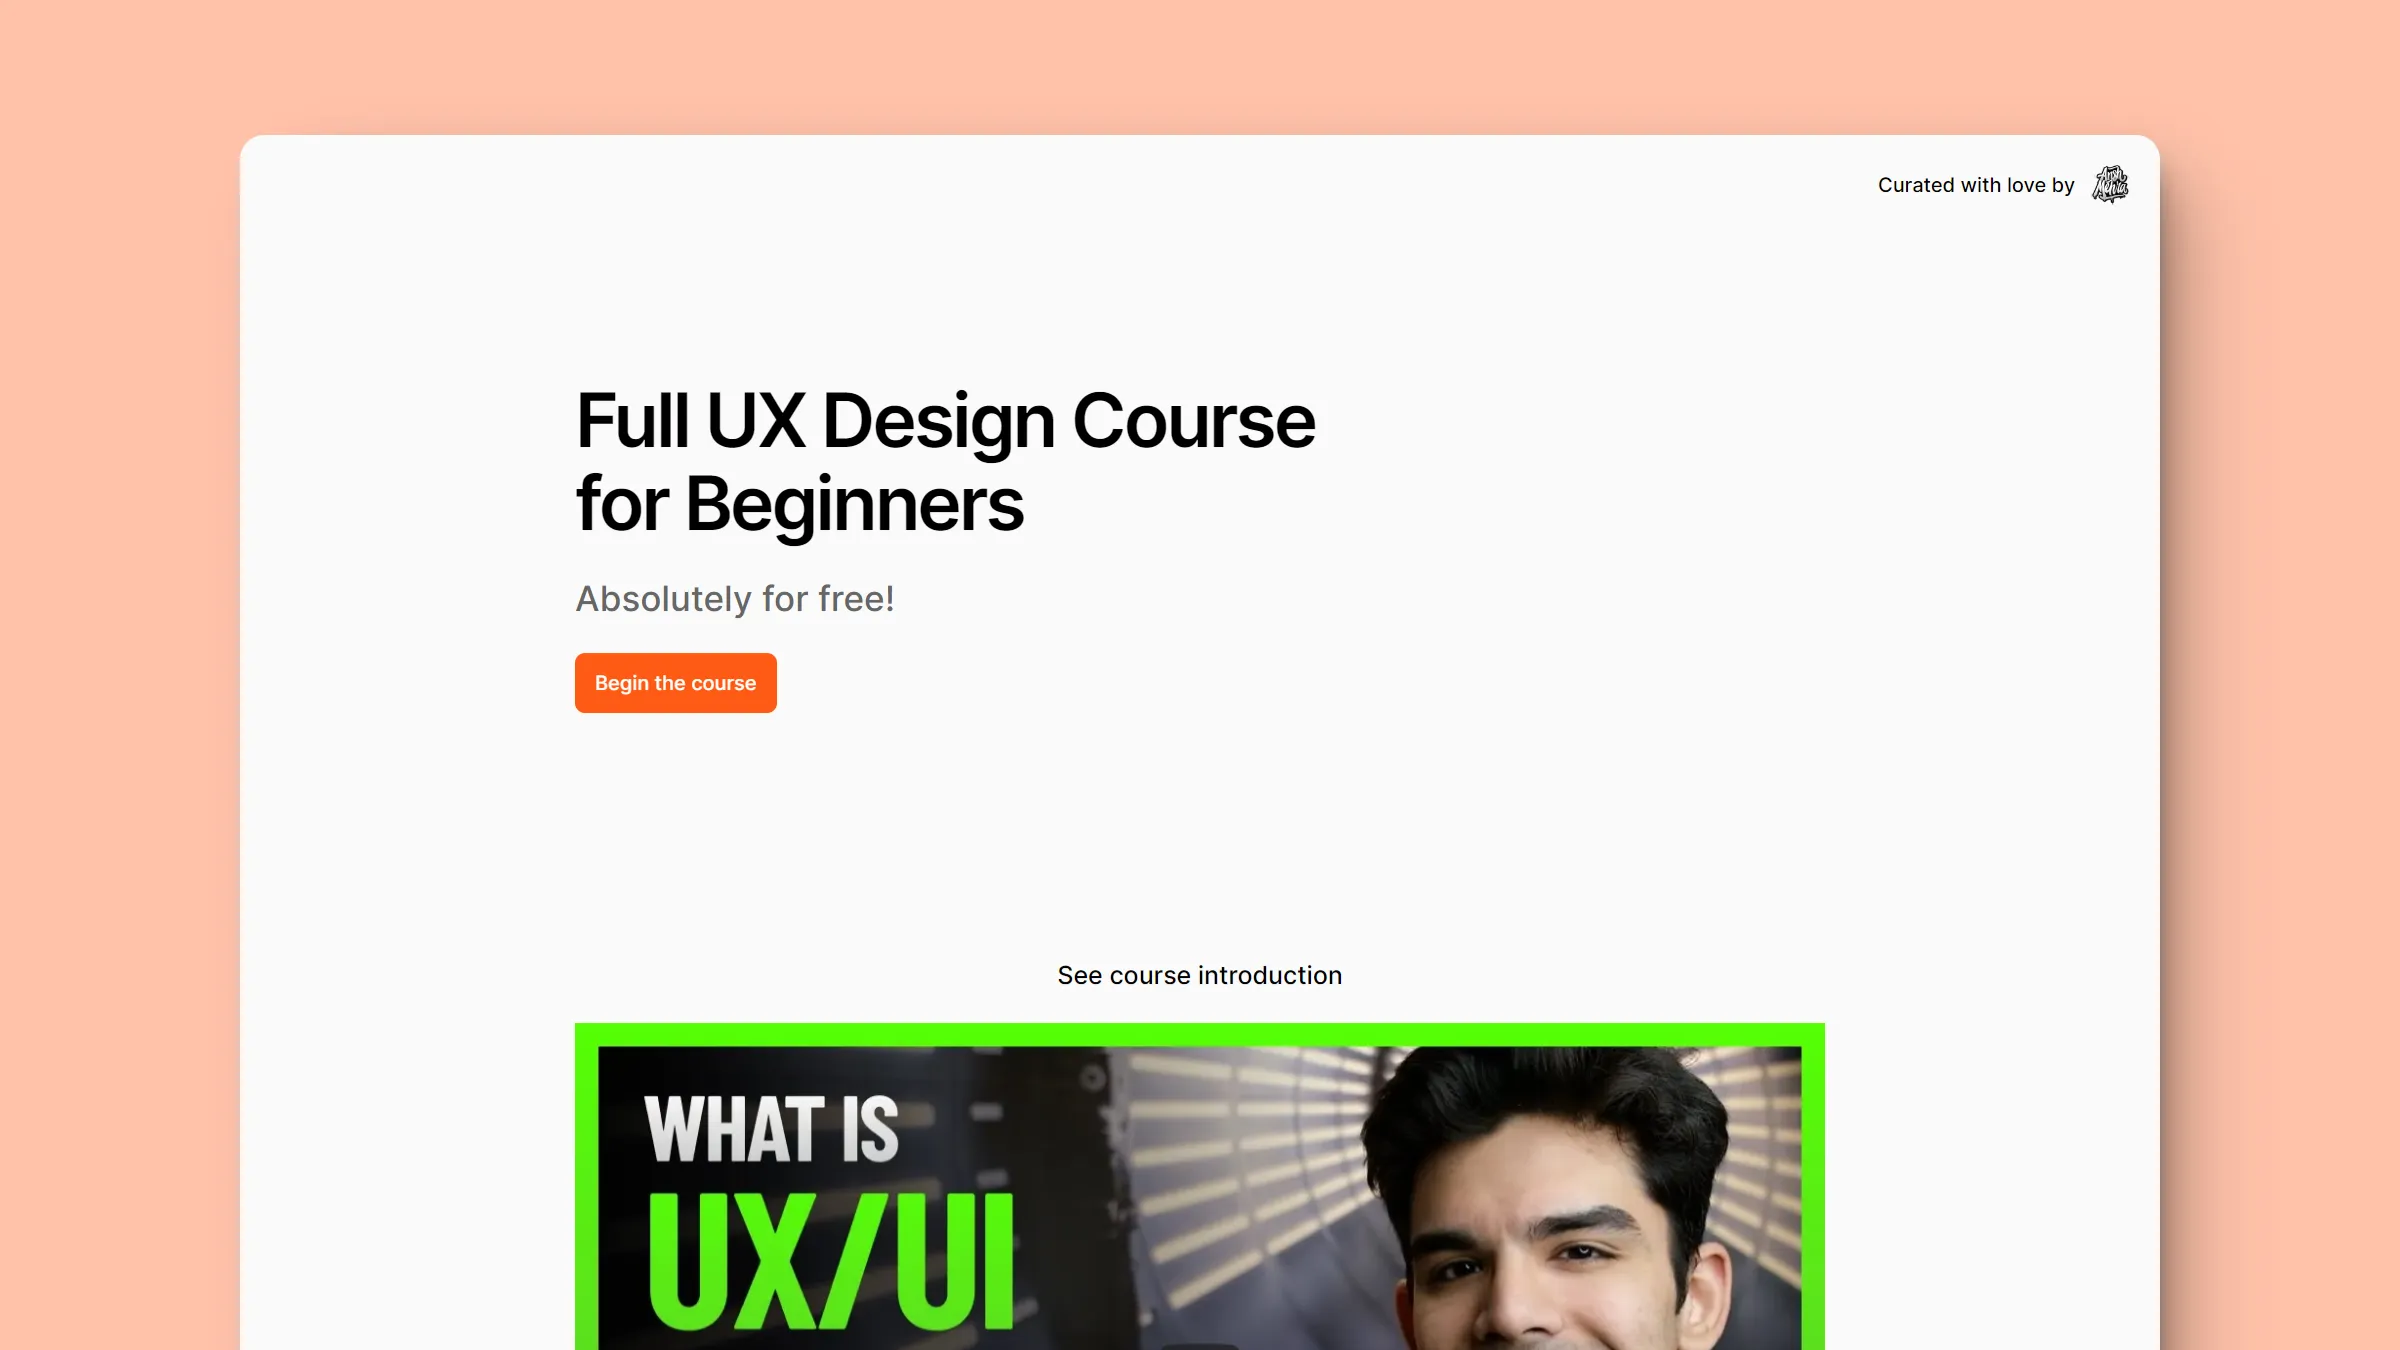 Curated with love by
Full UX Design Course
for Beginners
Absolutely for free!
Begin the course
See course introduction
WHAT IS
UX/UI